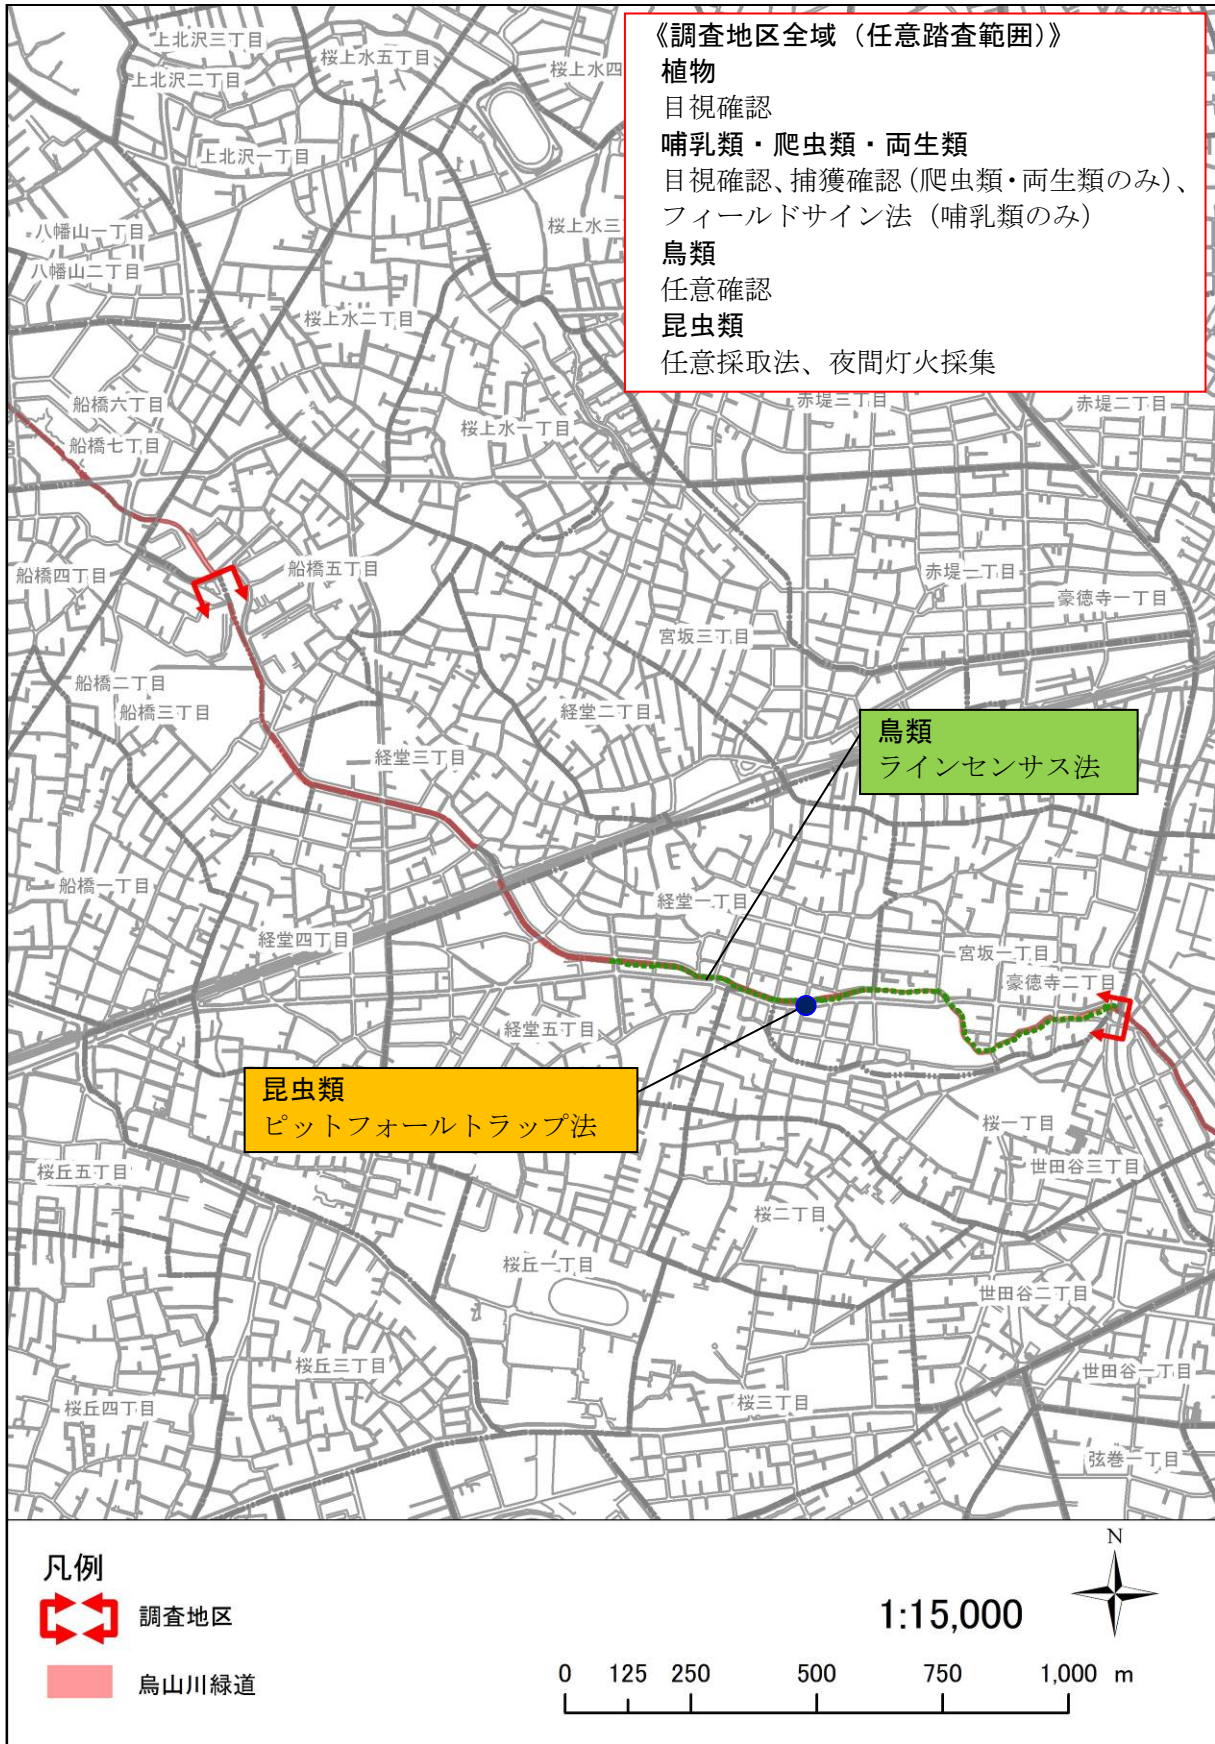 《調査地区全域（任意踏査範囲）》
植物
目視確認
哺乳類・爬虫類・両生類
目視確認、捕獲確認（爬虫類・両生類のみ）、
フィールドサイン法（哺乳類のみ）
鳥類
任意確認
昆虫類
任意採取法、夜間灯火採集
上北沢三丁目
桜上水五丁目
桜上水四
上北沢二丁目
上北沢一丁目
桜上水三
八幡山一丁目
八幡山二丁目
桜上水二丁目
船橋六丁目
赤堤三丁目
赤堤二丁目
桜上水一丁目
船橋七丁目
船橋四丁目
船橋五丁目
赤堤一丁目
豪徳寺一丁目
宮坂三丁目
船橋二丁目
船橋三丁目
経堂二丁目
経堂三丁目
鳥類
ラインセンサス法
船橋一丁目
経堂一丁目
経堂四丁目
宮坂一丁目
豪徳寺二丁目
経堂五丁目
昆虫類
ピットフォールトラップ法
桜一丁目
桜丘五丁目
世田谷三丁目
桜二丁目
桜丘一丁目
世田谷二丁目
桜丘三丁目
世田谷一丁目
桜丘四丁目
桜三丁目
弦巻一丁目
凡例
調査地区
烏山川緑道
N
1:15,000
0 125 250 500 750 1,000 m